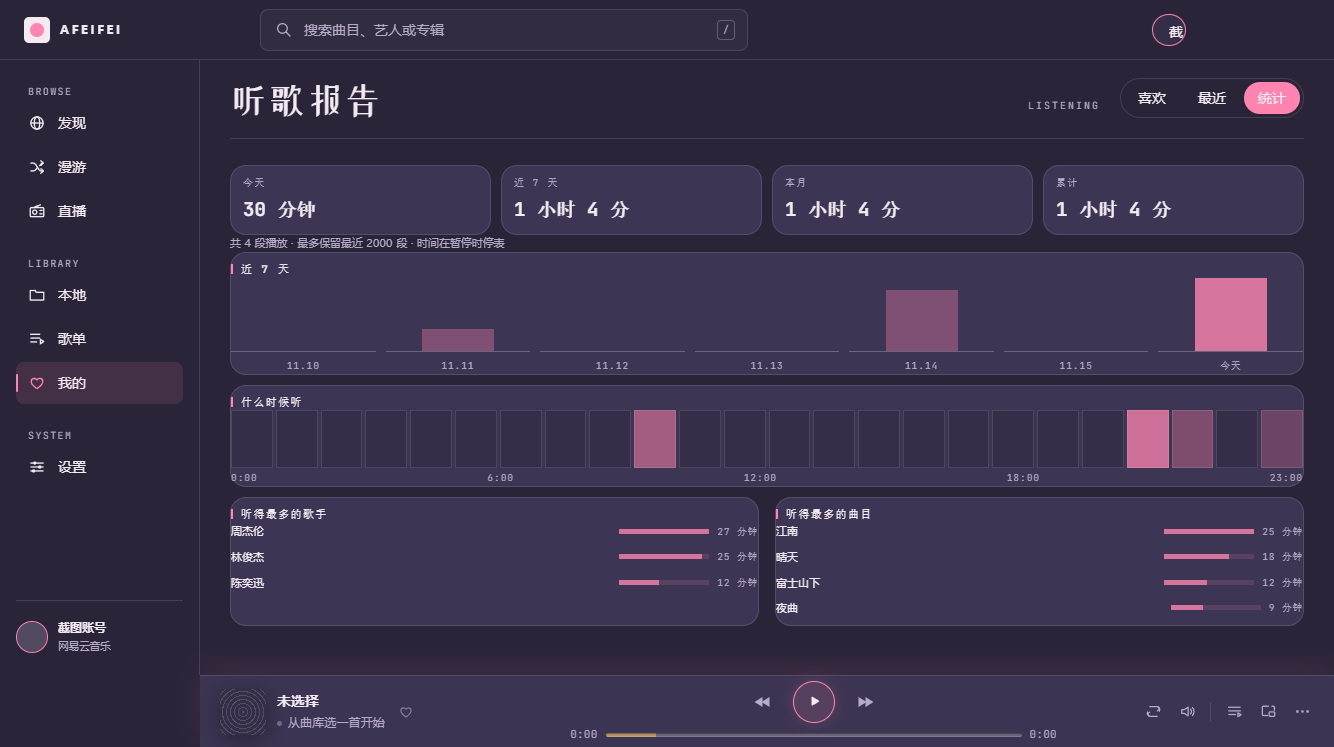 AFEIFEI
搜索曲目、艺人或专辑
/
截
BROWSE
发现
漫游
直播
LIBRARY
本地
歌单
我的
SYSTEM
设置
截图账号
网易云音乐
听歌报告
LISTENING
喜欢
最近
统计
今天
30 分钟
近 7 天
1 小时 4 分
本月
1 小时 4 分
累计
1 小时 4 分
共 4 段播放 · 最多保留最近 2000 段 · 时间在暂停时停表
近 7 天
11.10 11.11 11.12 11.13 11.14 11.15 今天
什么时候听
0:00 6:00 12:00 18:00 23:00
听得最多的歌手
周杰伦 27 分钟
林俊杰 25 分钟
陈奕迅 12 分钟
听得最多的曲目
江南 25 分钟
晴天 18 分钟
富士山下 12 分钟
夜曲 9 分钟
未选择
从曲库选一首开始
0:00 0:00